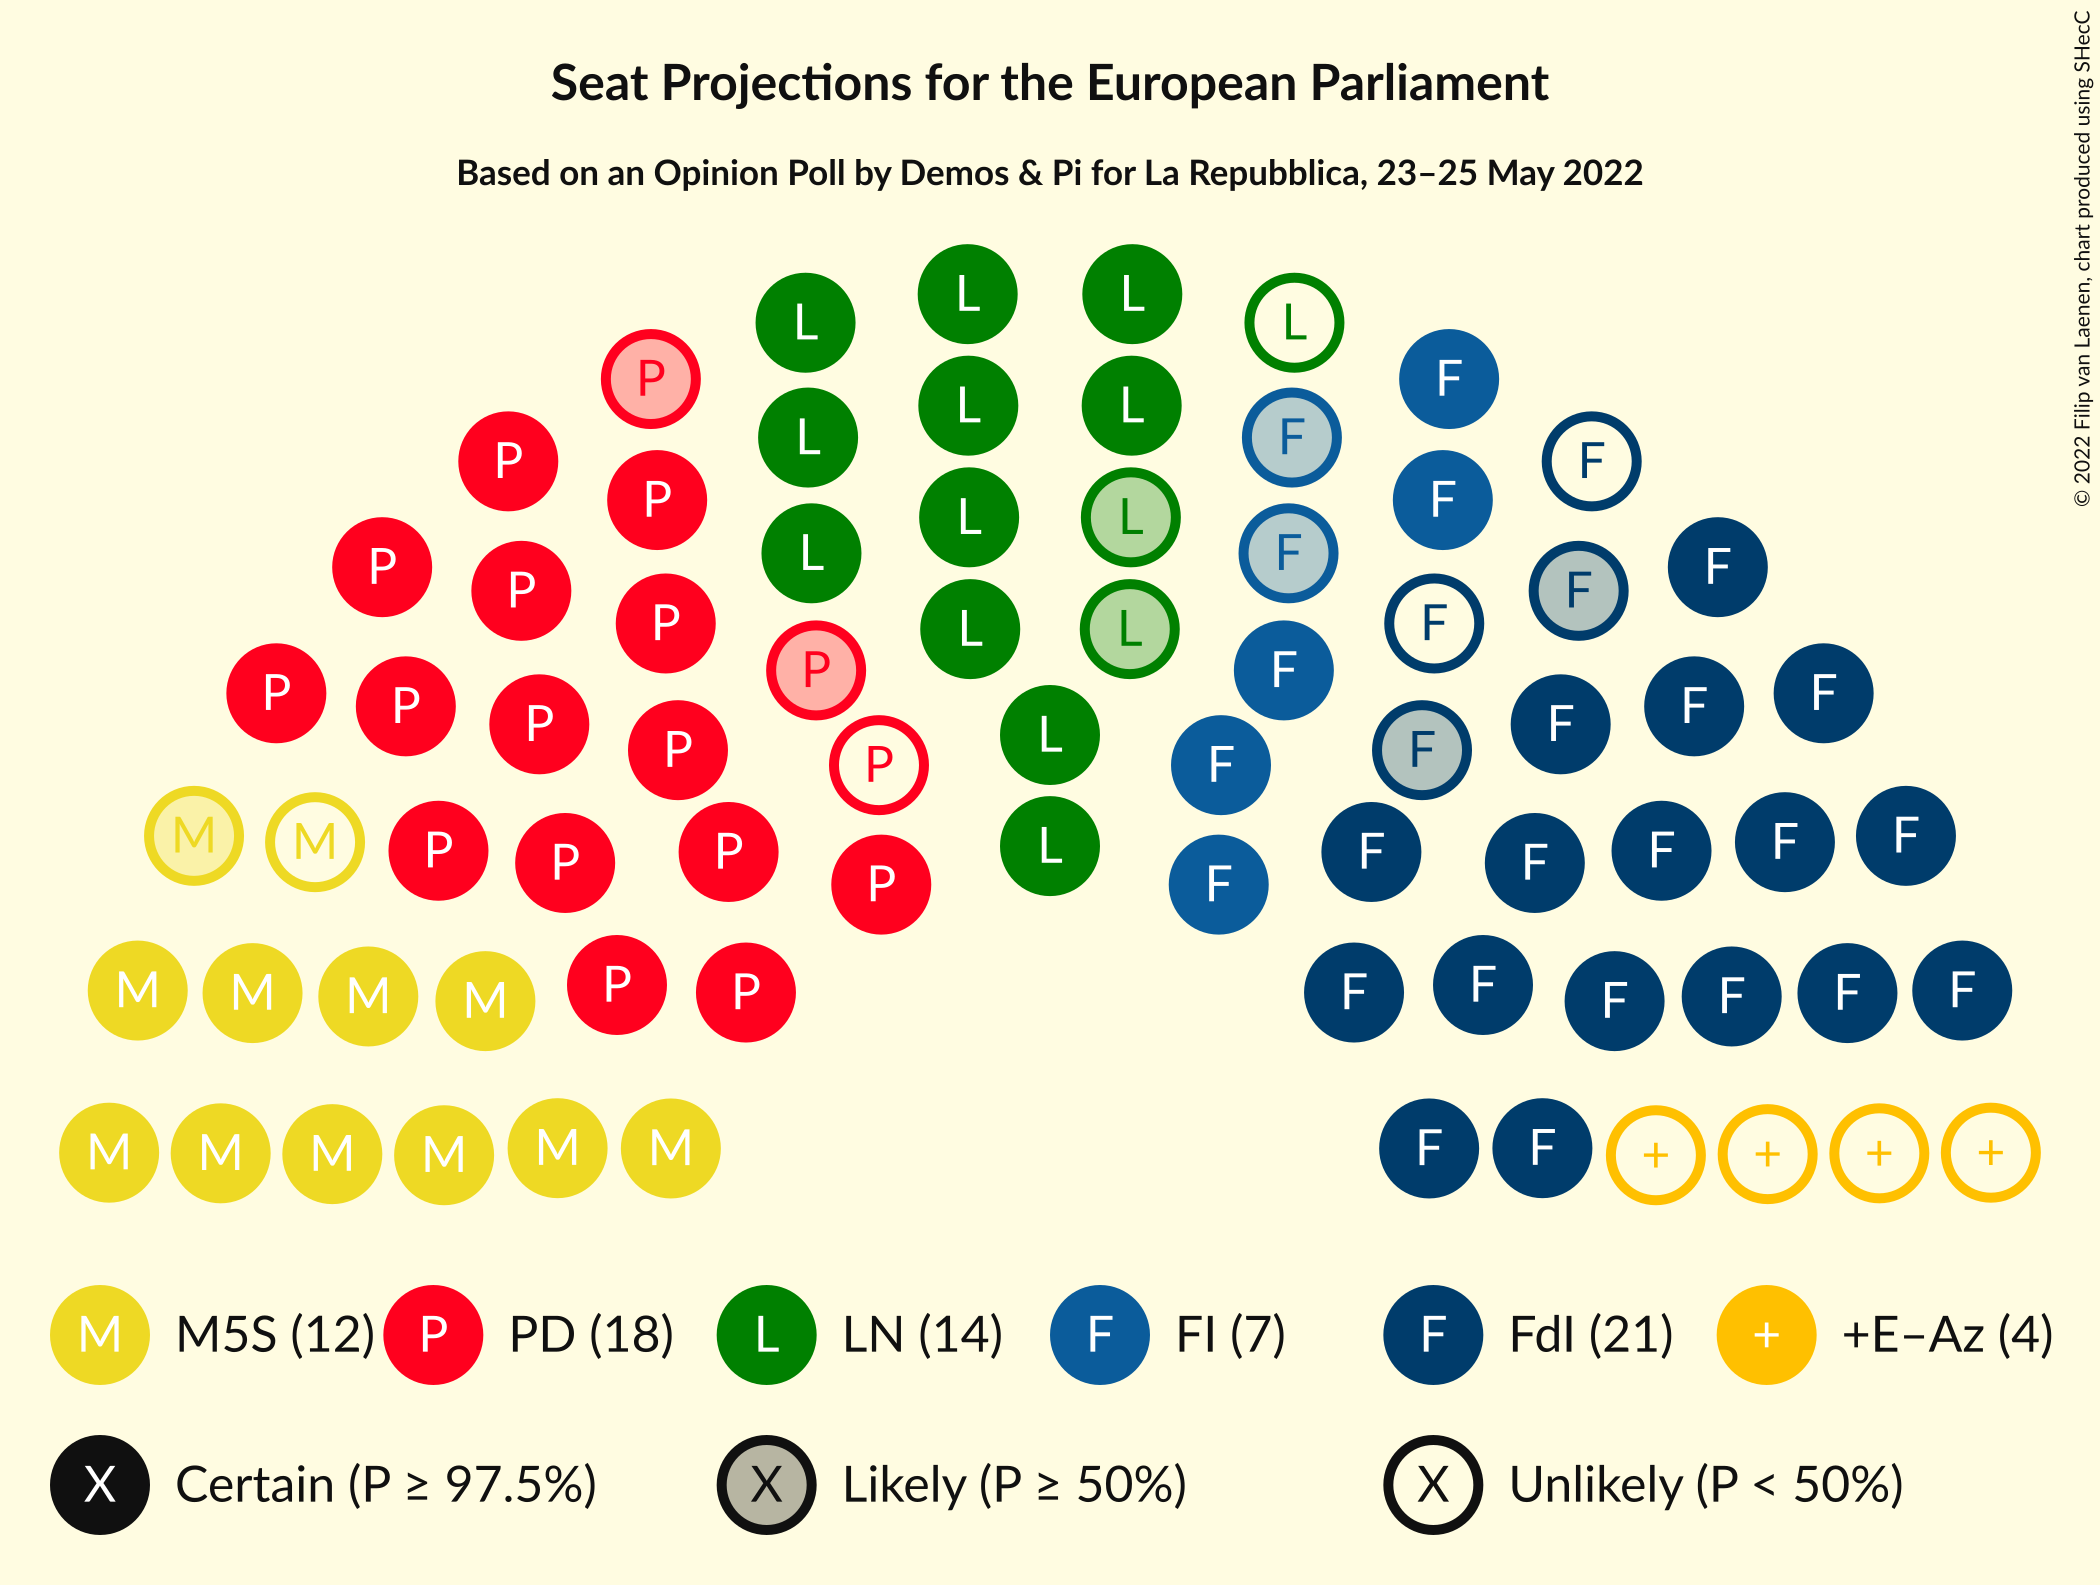 Seat Projections for the European Parliament
Based on an Opinion Poll by Demos & Pi for La Repubblica, 23–25 May 2022
© 2022 Filip van Laenen, chart produced using SHecC
L L
L L
P F
L L
L F
P F
P F
L L
P F
L F
P F
P F
L L
P F
P F
P F
P F
P F
P F
L
P F
M M P P P L F F F F F F
P F
M M M M P P F F F F F F
M M M M M M F F + + + +
M M5S (12) P PD (18) L LN (14) F FI (7) F FdI (21) + +E–Az (4)
X Certain (P ≥ 97.5%) X Likely (P ≥ 50%) X Unlikely (P < 50%)